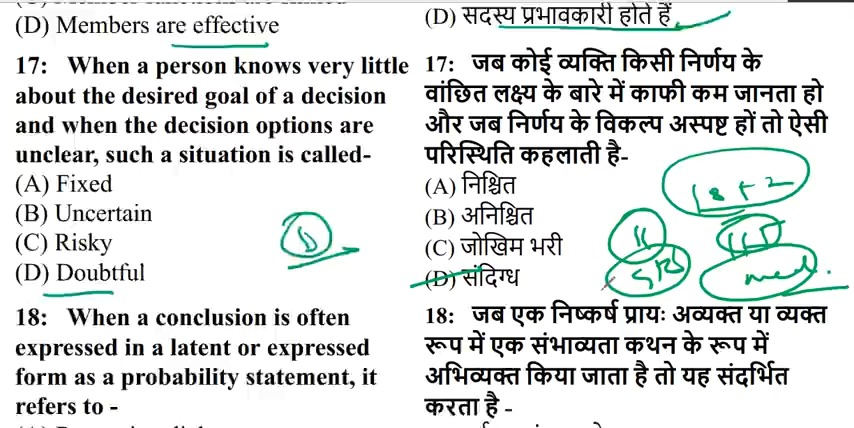 (D) Members are effective
17: When a person knows very little
about the desired goal of a decision
and when the decision options are
unclear, such a situation is called-
(A) Fixed
(B) Uncertain
(C) Risky
(D) Doubtful
D
18: When a conclusion is often
expressed in a latent or expressed
form as a probability statement, it
refers to -
(D) सदस्य प्रभावकारी होते हैं
17: जब कोई व्यक्ति किसी निर्णय के
वांछित लक्ष्य के बारे में काफी कम जानता हो
और जब निर्णय के विकल्प अस्पष्ट हों तो ऐसी
परिस्थिति कहलाती है-
(A) निश्चित
(B) अनिश्चित
(C) जोखिम भरी
(D) संदिग्ध
18: जब एक निष्कर्ष प्रायः अव्यक्त या व्यक्त
रूप में एक संभाव्यता कथन के रूप में
अभिव्यक्त किया जाता है तो यह संदर्भित
करता है -